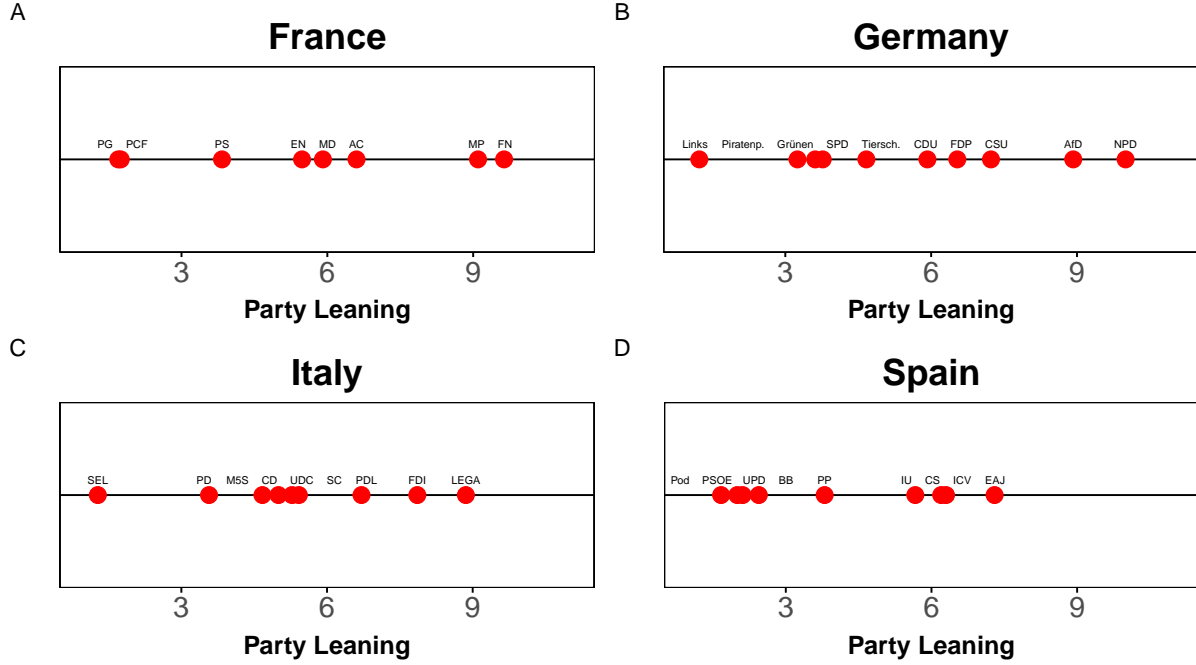 A
France
PG PCF PS EN MD AC MP FN
3 6 9
Party Leaning
B
Germany
Links Piratenp. Grünen SPD Tiersch. CDU FDP CSU AfD NPD
3 6 9
Party Leaning
C
Italy
SEL PD M5S CD UDC SC PDL FDI LEGA
3 6 9
Party Leaning
D
Spain
Pod PSOE UPD BB PP IU CS ICV EAJ
3 6 9
Party Leaning